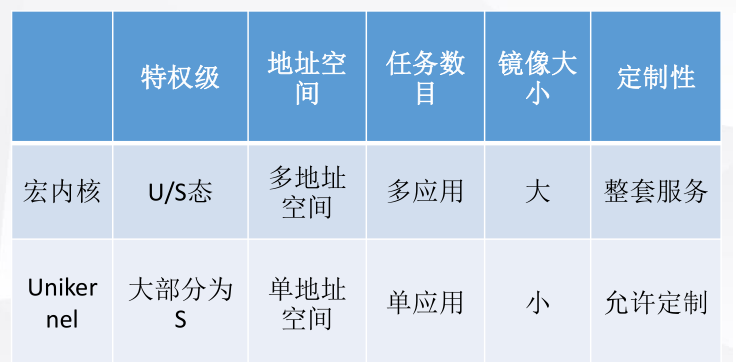 特权级
地址空
间
任务数
目
镜像大
小
定制性
宏内核
U/S态
多地址
空间
多应用
大
整套服务
Uniker
nel
大部分为
S
单地址
空间
单应用
小
允许定制